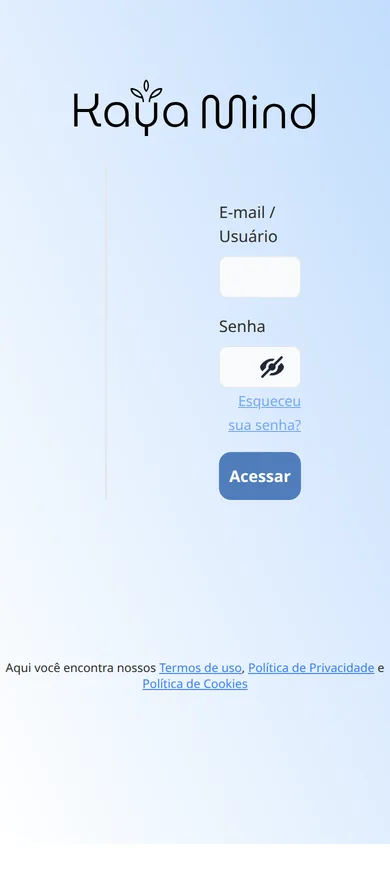 Kaya Mind
E-mail /
Usuário
Senha
Esqueceu
sua senha?
Acessar
Aqui você encontra nossos Termos de uso, Política de Privacidade e
Política de Cookies